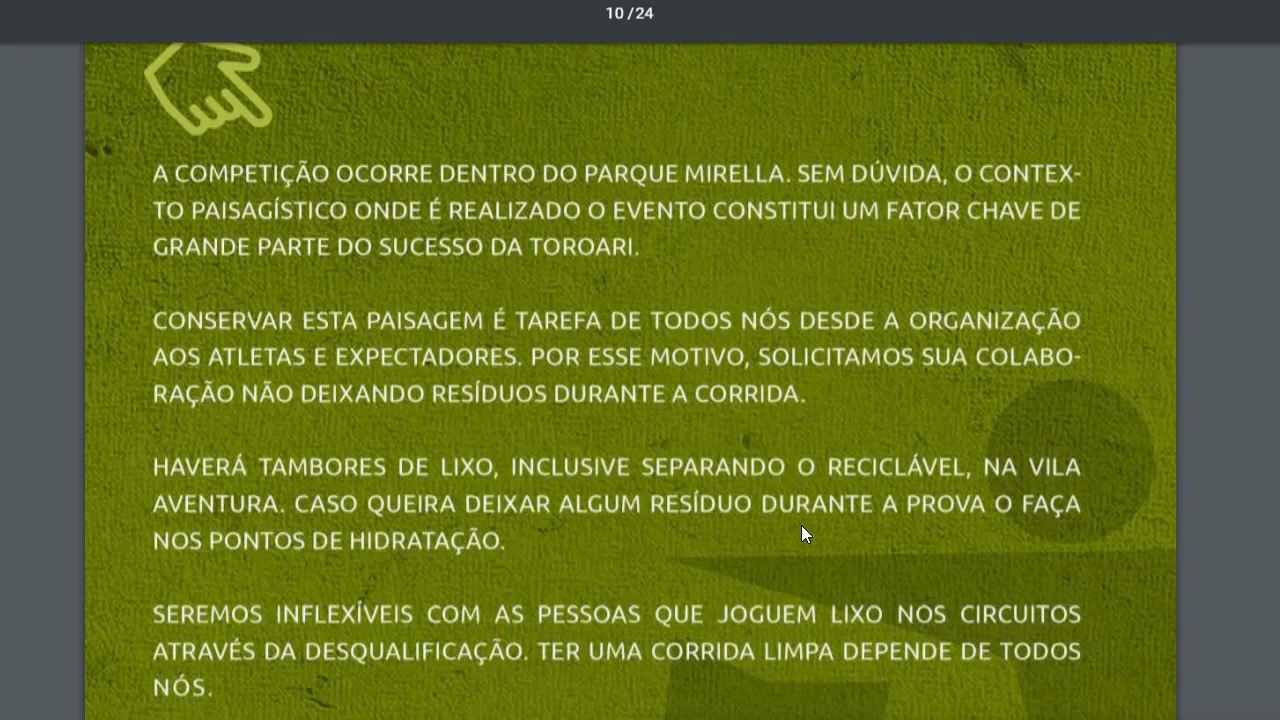 10 / 24
A COMPETIÇÃO OCORRE DENTRO DO PARQUE MIRELLA. SEM DÚVIDA, O CONTEX-
TO PAISAGÍSTICO ONDE É REALIZADO O EVENTO CONSTITUI UM FATOR CHAVE DE
GRANDE PARTE DO SUCESSO DA TOROARI.
CONSERVAR ESTA PAISAGEM É TAREFA DE TODOS NÓS DESDE A ORGANIZAÇÃO
AOS ATLETAS E EXPECTADORES. POR ESSE MOTIVO, SOLICITAMOS SUA COLABO-
RAÇÃO NÃO DEIXANDO RESÍDUOS DURANTE A CORRIDA.
HAVERÁ TAMBORES DE LIXO, INCLUSIVE SEPARANDO O RECICLÁVEL, NA VILA
AVENTURA. CASO QUEIRA DEIXAR ALGUM RESÍDUO DURANTE A PROVA O FAÇA
NOS PONTOS DE HIDRATAÇÃO.
SEREMOS INFLEXÍVEIS COM AS PESSOAS QUE JOGUEM LIXO NOS CIRCUITOS
ATRAVÉS DA DESQUALIFICAÇÃO. TER UMA CORRIDA LIMPA DEPENDE DE TODOS
NÓS.